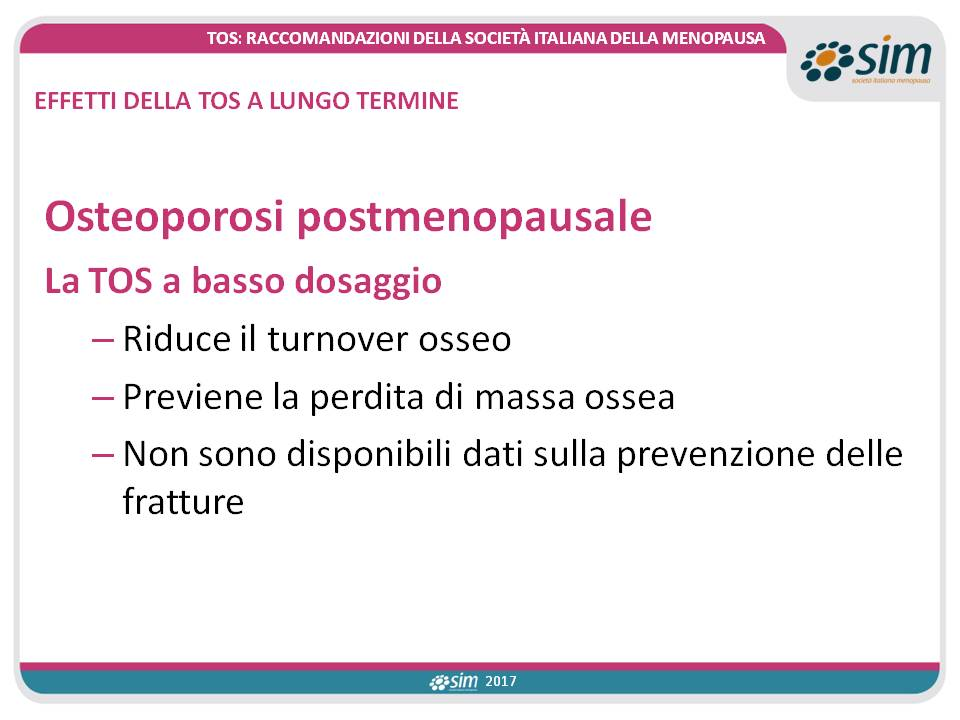 TOS: RACCOMANDAZIONI DELLA SOCIETÀ ITALIANA DELLA MENOPAUSA
sim
società italiana menopausa
EFFETTI DELLA TOS A LUNGO TERMINE
Osteoporosi postmenopausale
La TOS a basso dosaggio
– Riduce il turnover osseo
– Previene la perdita di massa ossea
– Non sono disponibili dati sulla prevenzione delle
fratture
sim 2017